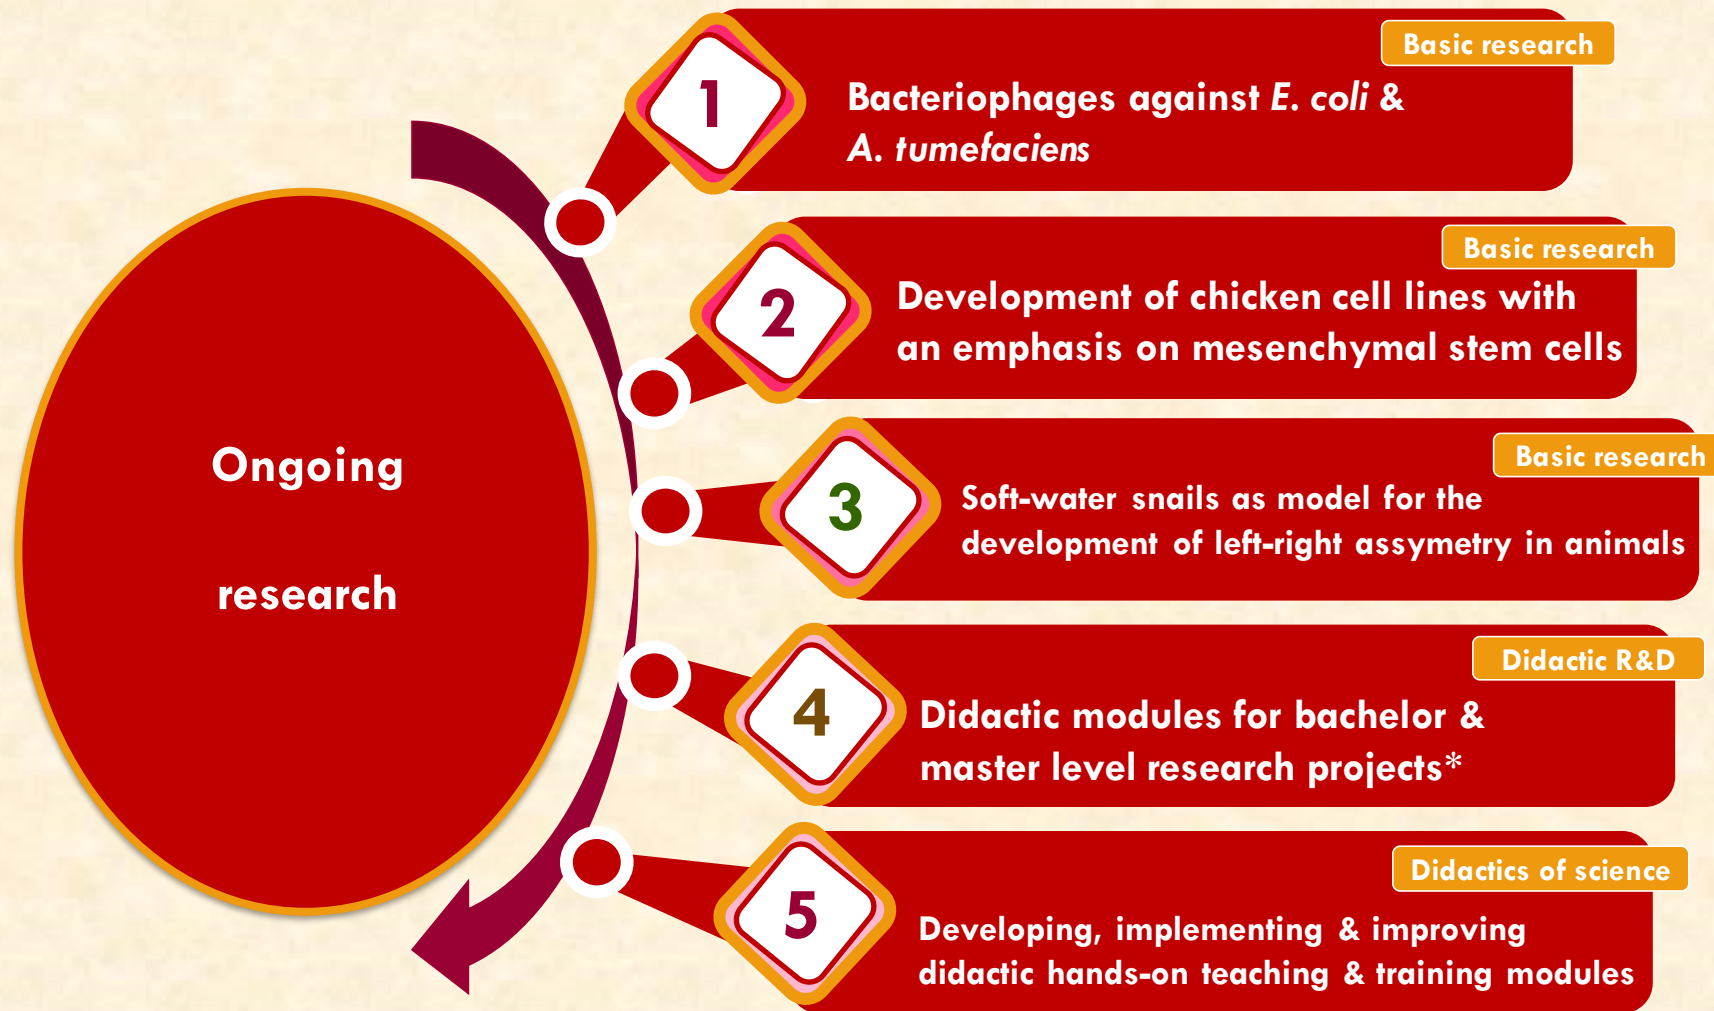 Ongoing
research
1
Basic research
Bacteriophages against E. coli &
A. tumefaciens
2
Basic research
Development of chicken cell lines with
an emphasis on mesenchymal stem cells
3
Basic research
Soft-water snails as model for the
development of left-right assymetry in animals
4
Didactic R&D
Didactic modules for bachelor &
master level research projects*
5
Didactics of science
Developing, implementing & improving
didactic hands-on teaching & training modules